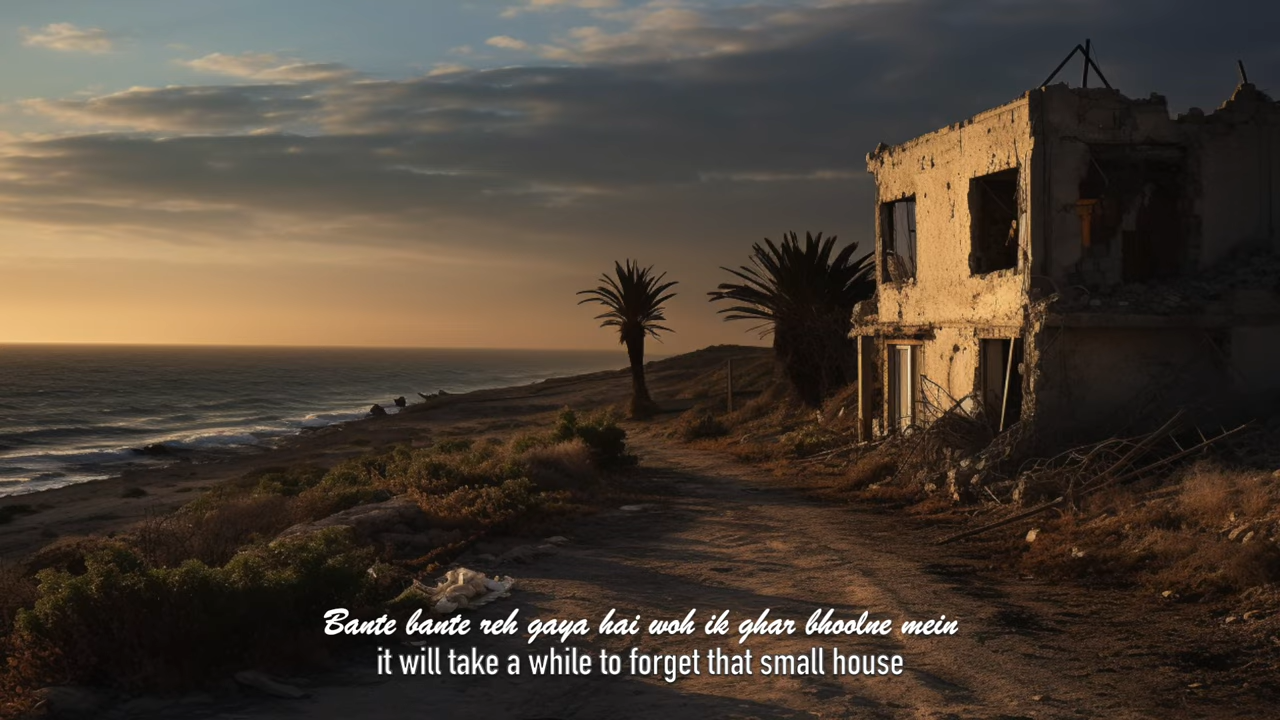 Bante bante reh gaya hai woh ik ghar bhoolne mein
it will take a while to forget that small house